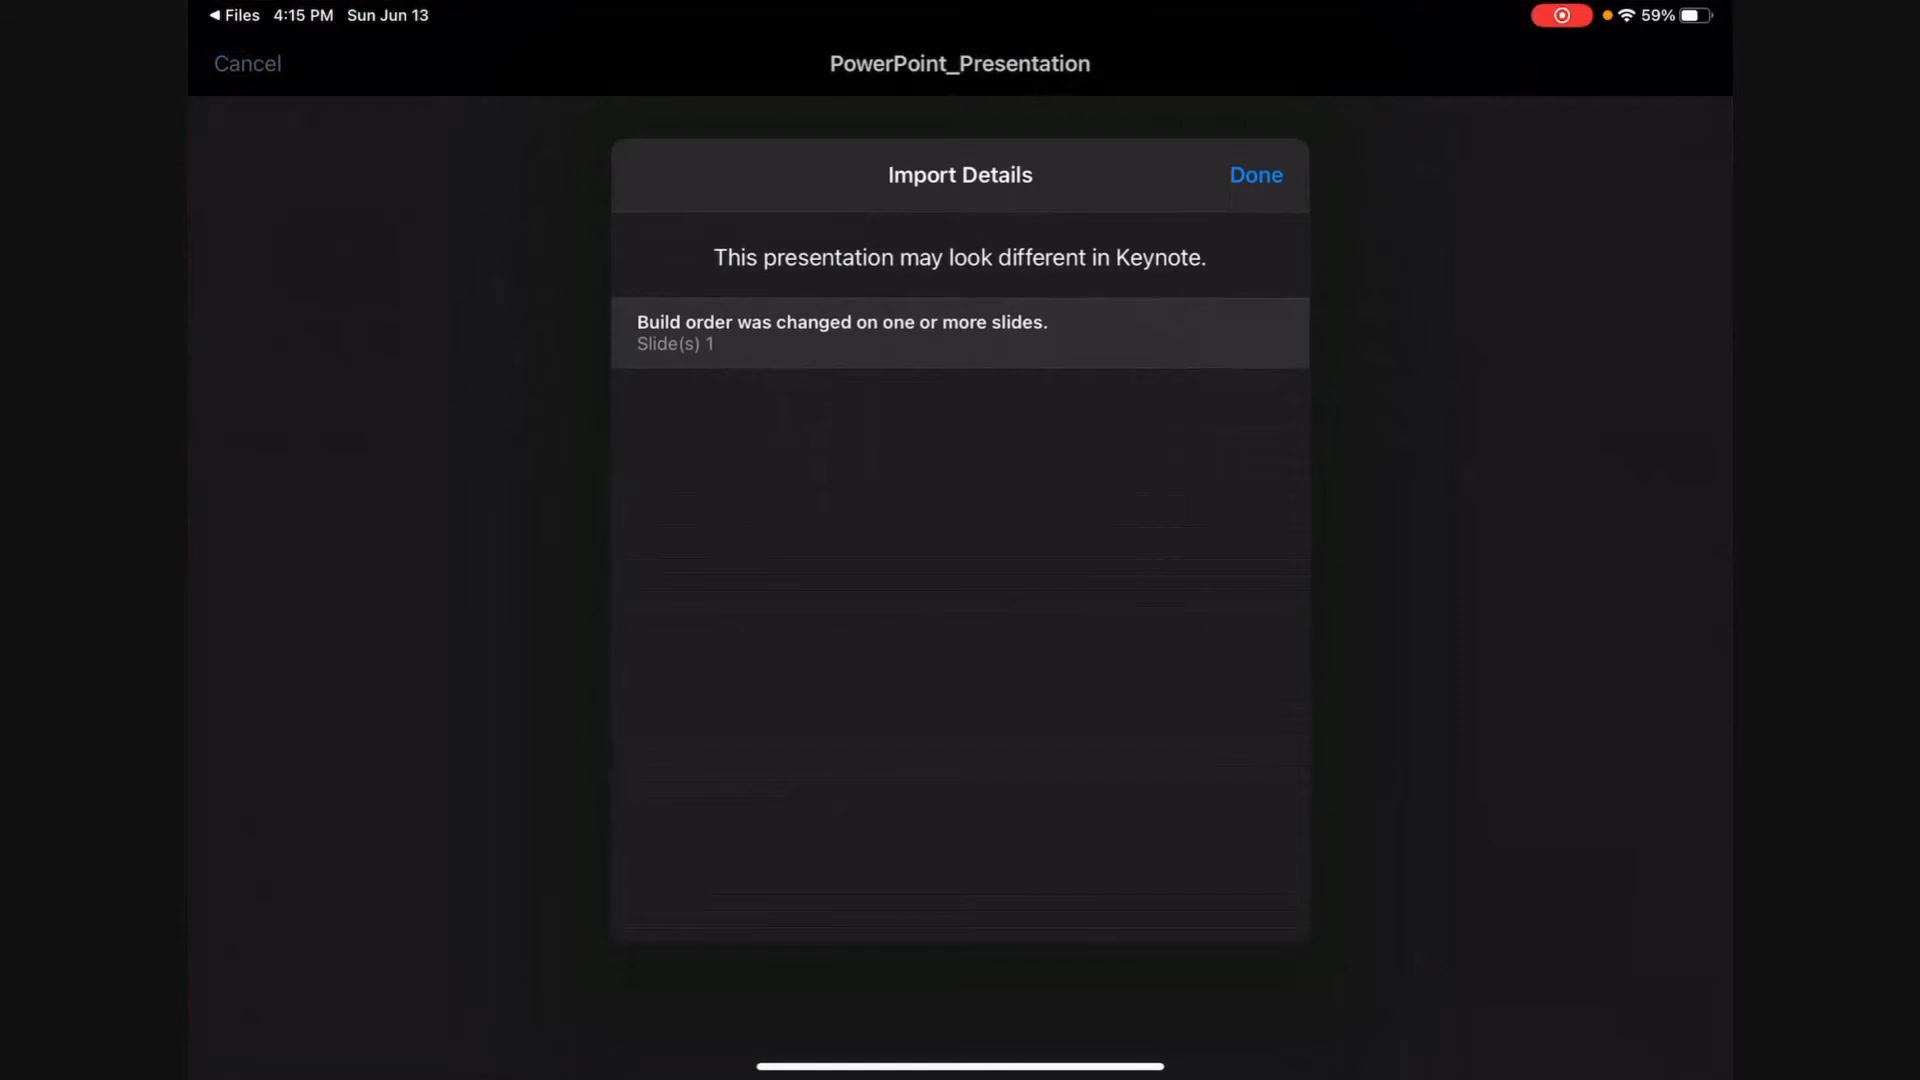 Files 4:15 PM Sun Jun 13
59%
Cancel
PowerPoint_Presentation
Import Details
Done
This presentation may look different in Keynote.
Build order was changed on one or more slides.
Slide(s) 1